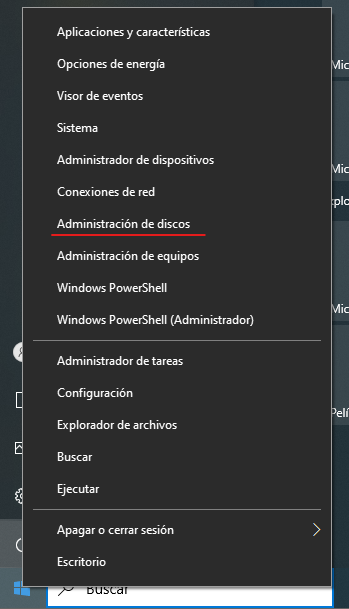 Aplicaciones y características
Opciones de energía
Visor de eventos
Sistema
Administrador de dispositivos
Conexiones de red
Administración de discos
Administración de equipos
Windows PowerShell
Windows PowerShell (Administrador)
Administrador de tareas
Configuración
Explorador de archivos
Buscar
Ejecutar
Apagar o cerrar sesión
Escritorio
Buscar
Mic
Mic
xplo
Mic
Pelí